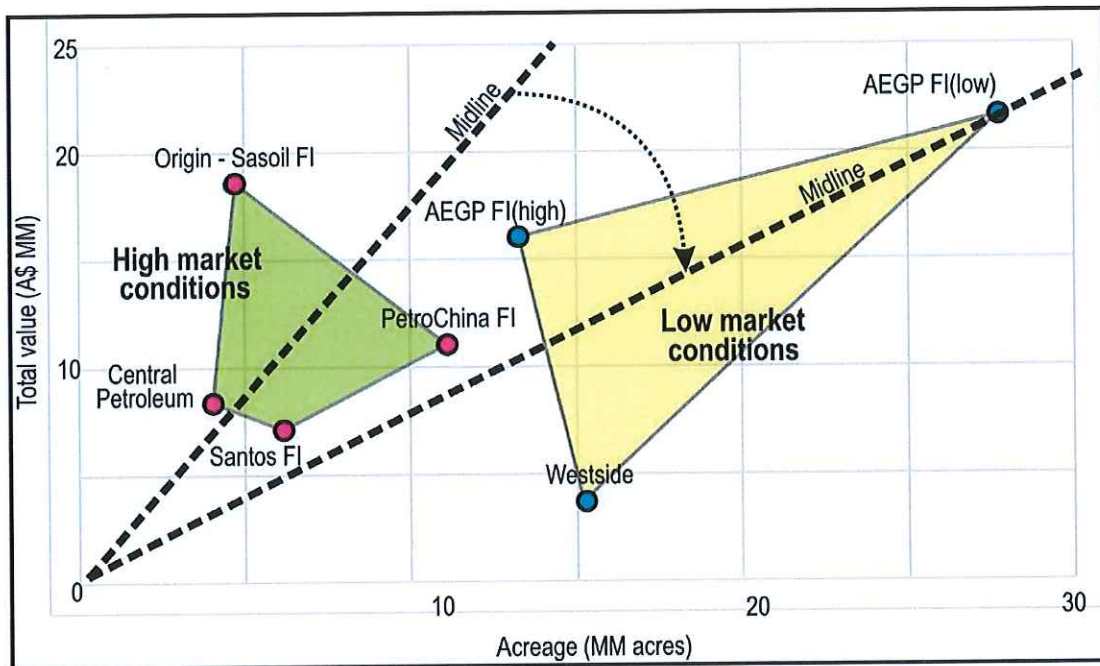 25
20
10
0
10
20
30
Total value (A$ MM)
Acreage (MM acres)
Midline
AEGP FI(low)
Origin - Sasoil FI
Midline
AEGP FI(high)
High market
conditions
PetroChina FI
Low market
conditions
Central
Petroleum
Santos FI
Westside